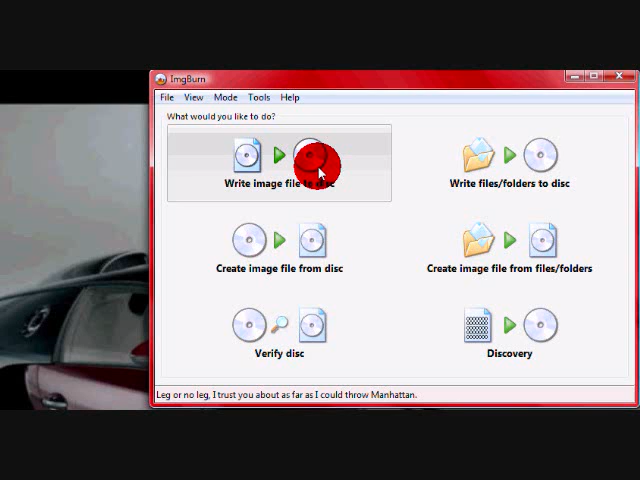 ImgBurn
File View Mode Tools Help
What would you like to do?
Write image file to disc
Write files/folders to disc
Create image file from disc
Create image file from files/folders
Verify disc
Discovery
Leg or no leg, I trust you about as far as I could throw Manhattan.